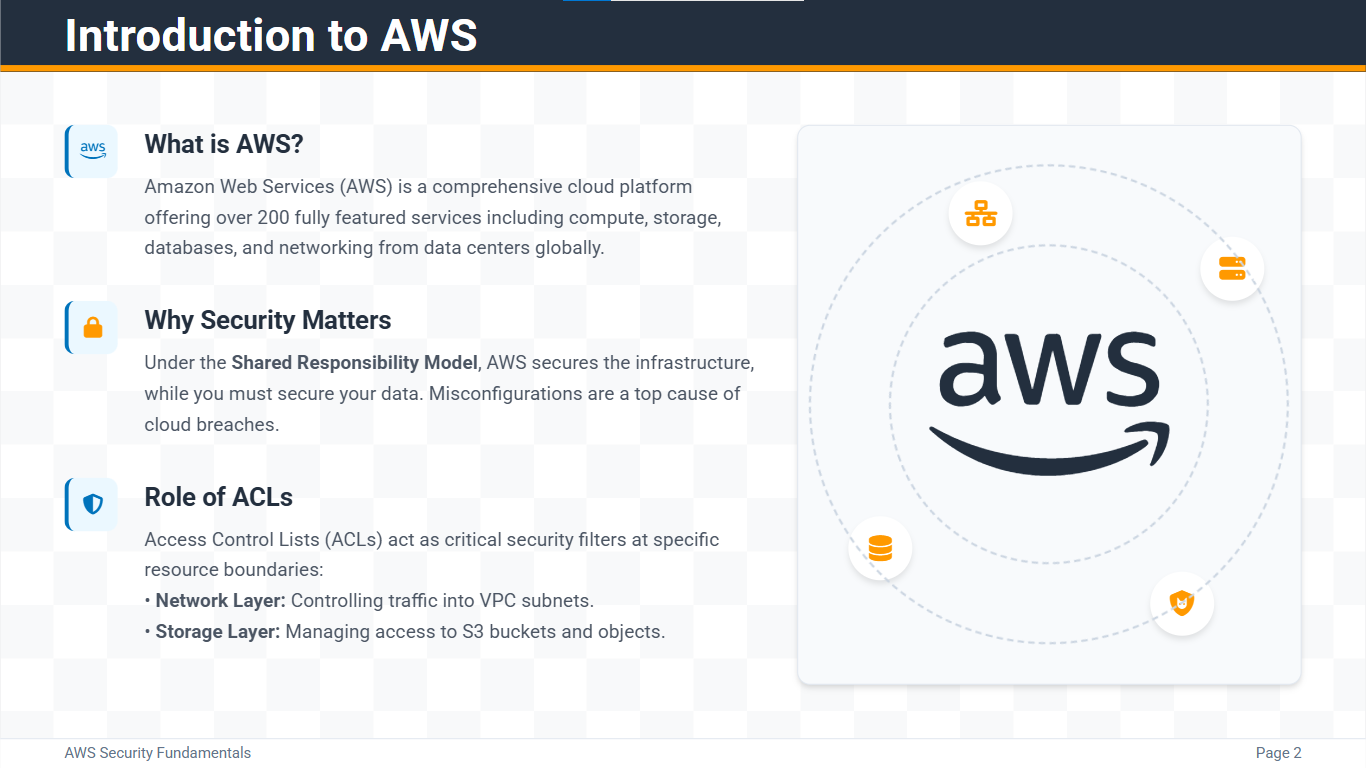 Introduction to AWS
aws
What is AWS?
Amazon Web Services (AWS) is a comprehensive cloud platform
offering over 200 fully featured services including compute, storage,
databases, and networking from data centers globally.
Why Security Matters
Under the Shared Responsibility Model, AWS secures the infrastructure,
while you must secure your data. Misconfigurations are a top cause of
cloud breaches.
Role of ACLs
Access Control Lists (ACLs) act as critical security filters at specific
resource boundaries:
• Network Layer: Controlling traffic into VPC subnets.
• Storage Layer: Managing access to S3 buckets and objects.
aws
AWS Security Fundamentals
Page 2